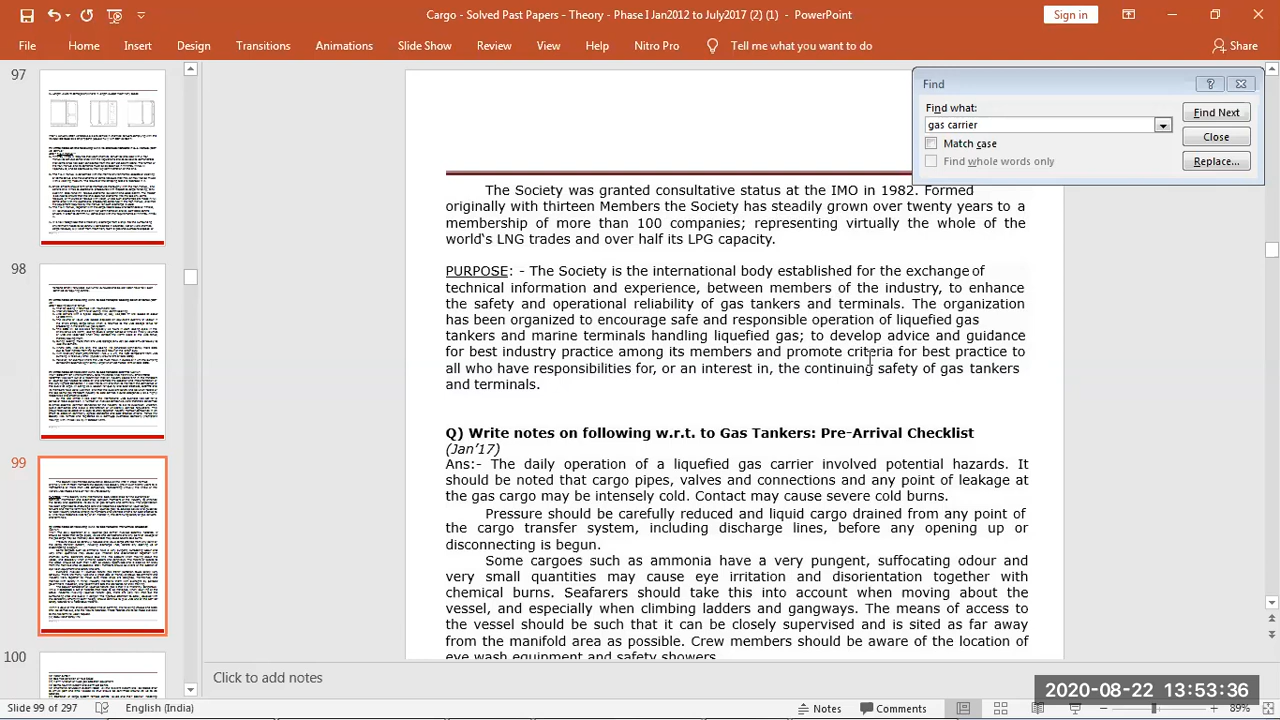 Cargo - Solved Past Papers - Theory - Phase I Jan2012 to July2017 (2) (1) - PowerPoint
Sign in
File Home Insert Design Transitions Animations Slide Show Review View Help Nitro Pro Tell me what you want to do Share
Find
Find what:
gas carrier
Match case
Find whole words only
Find Next
Close
Replace...
97
98
99
100
The Society was granted consultative status at the IMO in 1982. Formed
originally with thirteen Members the Society has steadily grown over twenty years to a
membership of more than 100 companies; representing virtually the whole of the
world's LNG trades and over half its LPG capacity.
PURPOSE: - The Society is the international body established for the exchange of
technical information and experience, between members of the industry, to enhance
the safety and operational reliability of gas tankers and terminals. The organization
has been organized to encourage safe and responsible operation of liquefied gas
tankers and marine terminals handling liquefied gas; to develop advice and guidance
for best industry practice among its members and promote criteria for best practice to
all who have responsibilities for, or an interest in, the continuing safety of gas tankers
and terminals.
Q) Write notes on following w.r.t. to Gas Tankers: Pre-Arrival Checklist
(Jan'17)
Ans:- The daily operation of a liquefied gas carrier involved potential hazards. It
should be noted that cargo pipes, valves and connections and any point of leakage at
the gas cargo may be intensely cold. Contact may cause severe cold burns.
Pressure should be carefully reduced and liquid cargo drained from any point of
the cargo transfer system, including discharge lines, before any opening up or
disconnecting is begun.
Some cargoes such as ammonia have a very pungent, suffocating odour and
very small quantities may cause eye irritation and disorientation together with
chemical burns. Seafarers should take this into account when moving about the
vessel, and especially when climbing ladders and gangways. The means of access to
the vessel should be such that it can be closely supervised and is sited as far away
from the manifold area as possible. Crew members should be aware of the location of
eye wash equipment and safety showers.
Click to add notes
2020-08-22 13:53:36
Slide 99 of 297 English (India) Notes Comments 89%